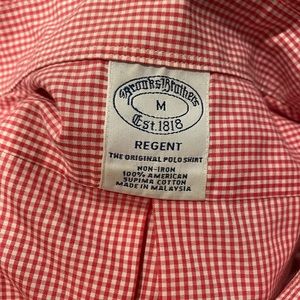 Brooks Brothers
M
Est. 1818
REGENT
THE ORIGINAL POLO SHIRT
NON-IRON
100% AMERICAN
SUPIMA COTTON
MADE IN MALAYSIA